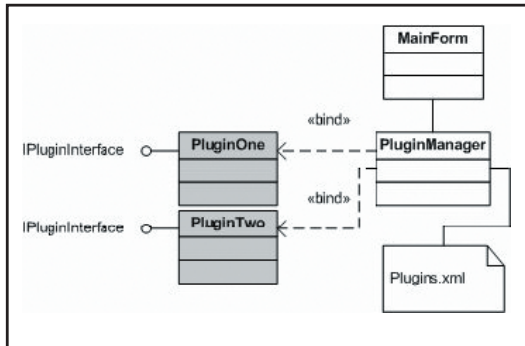 MainForm
«bind»
IPluginInterface
PluginOne
PluginManager
«bind»
IPluginInterface
PluginTwo
Plugins.xml